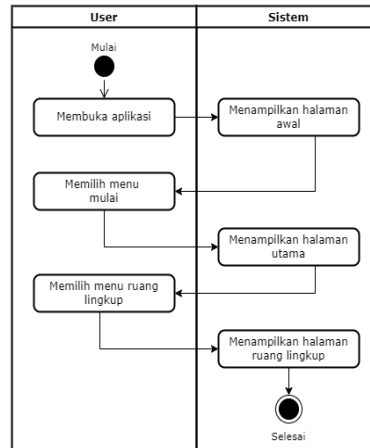 User
Sistem
Mulai
Membuka aplikasi
Menampilkan halaman
awal
Memilih menu
mulai
Menampilkan halaman
utama
Memilih menu ruang
lingkup
Menampilkan halaman
ruang lingkup
Selesai